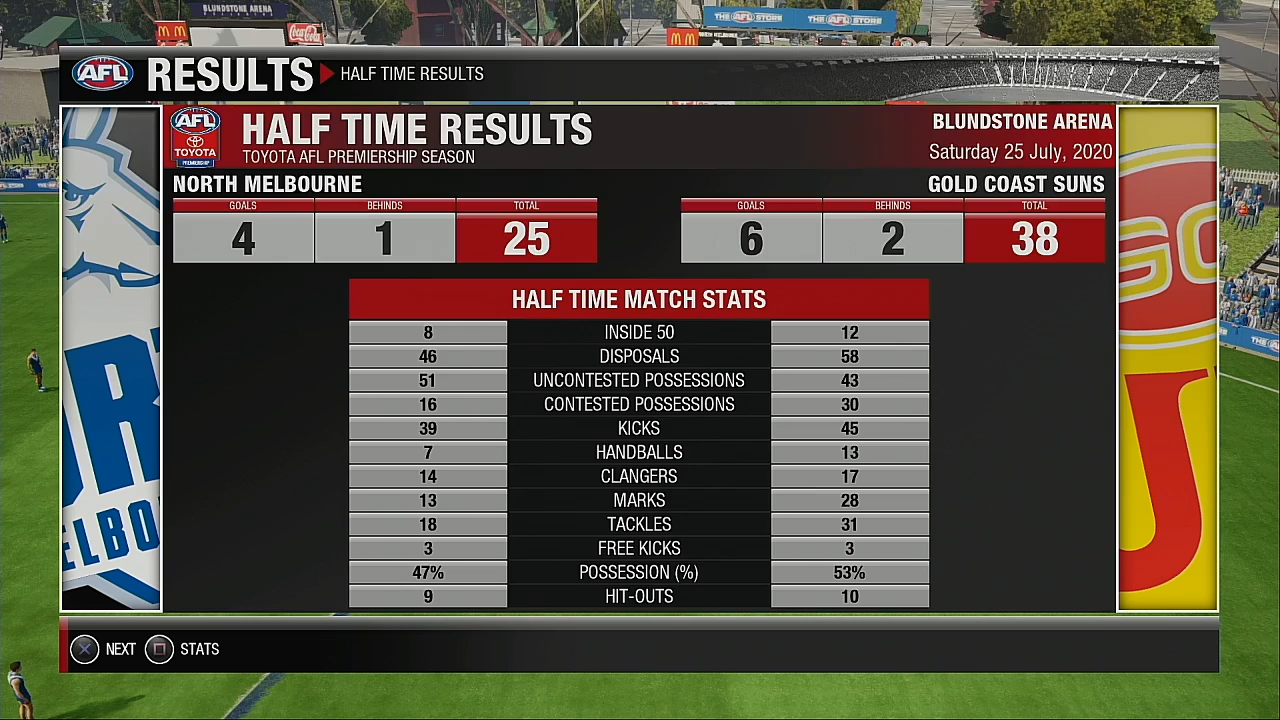 BLUNDSTONE ARENA
Coca-Cola
THE AFL STORE
THE AFL STORE
AFL RESULTS HALF TIME RESULTS
AFL
TOYOTA
PREMIERSHIP
HALF TIME RESULTS
BLUNDSTONE ARENA
TOYOTA AFL PREMIERSHIP SEASON
Saturday 25 July, 2020
NORTH MELBOURNE
GOLD COAST SUNS
GOALS BEHINDS TOTAL GOALS BEHINDS TOTAL
4 1 25 6 2 38
HALF TIME MATCH STATS
8 INSIDE 50 12
46 DISPOSALS 58
51 UNCONTESTED POSSESSIONS 43
16 CONTESTED POSSESSIONS 30
39 KICKS 45
7 HANDBALLS 13
14 CLANGERS 17
13 MARKS 28
18 TACKLES 31
3 FREE KICKS 3
47% POSSESSION (%) 53%
9 HIT-OUTS 10
NEXT STATS